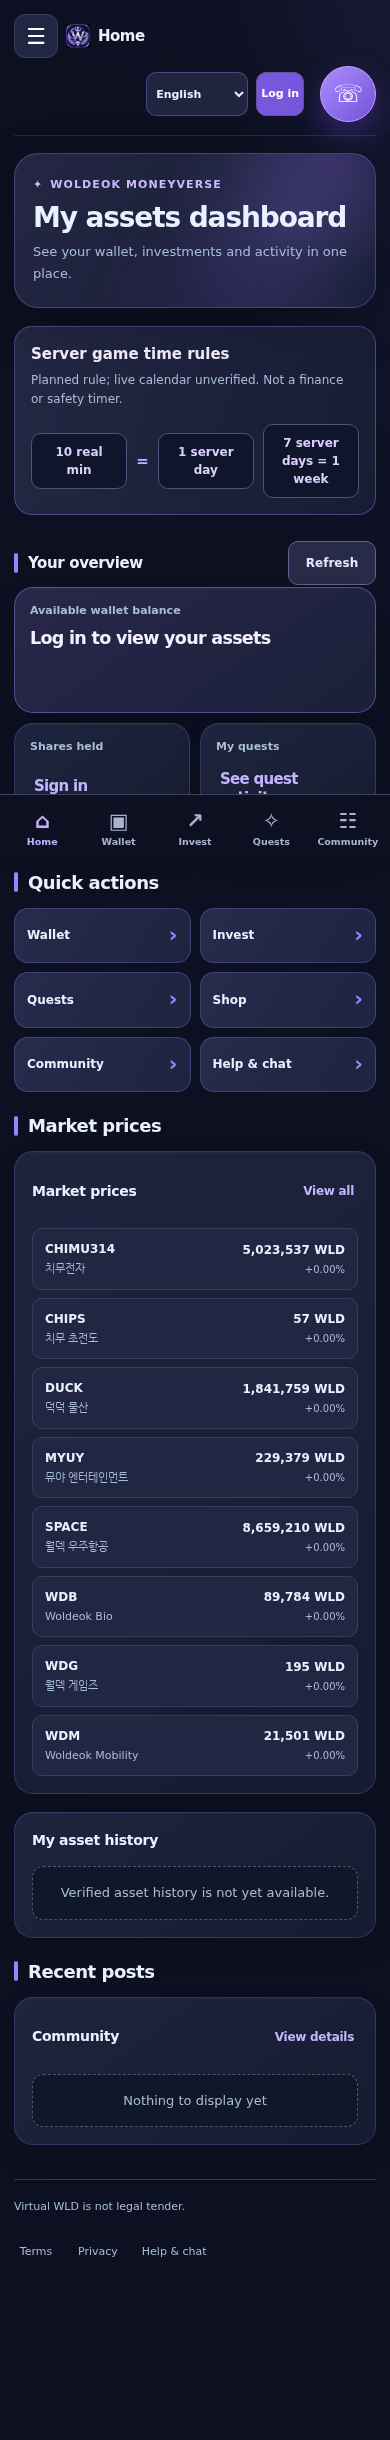 ☰ Home
English Log in ☏
✦ WOLDEOK MONEYVERSE
My assets dashboard
See your wallet, investments and activity in one
place.
Server game time rules
Planned rule; live calendar unverified. Not a finance
or safety timer.
10 real
min
=
1 server
day
7 server
days = 1
week
Your overview
Refresh
Available wallet balance
Log in to view your assets
Shares held
Sign in
My quests
See quest
Home
Wallet
Invest
Quests
Community
Quick actions
Wallet ›
Invest ›
Quests ›
Shop ›
Community ›
Help & chat ›
Market prices
Market prices
View all
CHIMU314
5,023,537 WLD
치무전자
+0.00%
CHIPS
57 WLD
치무 초전도
+0.00%
DUCK
1,841,759 WLD
덕덕 물산
+0.00%
MYUY
229,379 WLD
뮤야 엔터테인먼트
+0.00%
SPACE
8,659,210 WLD
월덱 우주항공
+0.00%
WDB
89,784 WLD
Woldeok Bio
+0.00%
WDG
195 WLD
월덱 게임즈
+0.00%
WDM
21,501 WLD
Woldeok Mobility
+0.00%
My asset history
Verified asset history is not yet available.
Recent posts
Community
View details
Nothing to display yet
Virtual WLD is not legal tender.
Terms
Privacy
Help & chat